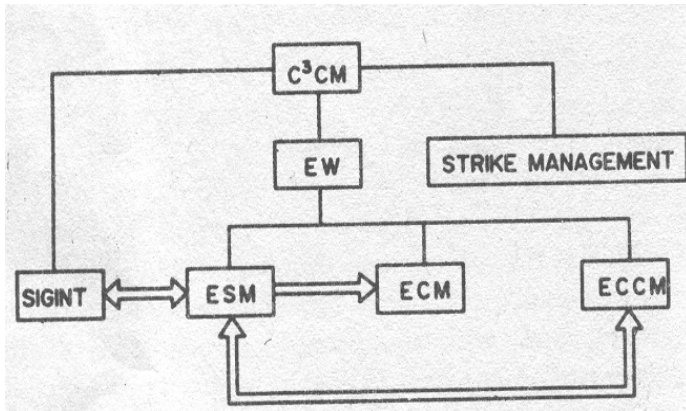 C³CM
EW
STRIKE MANAGEMENT
SIGINT
ESM
ECM
ECCM